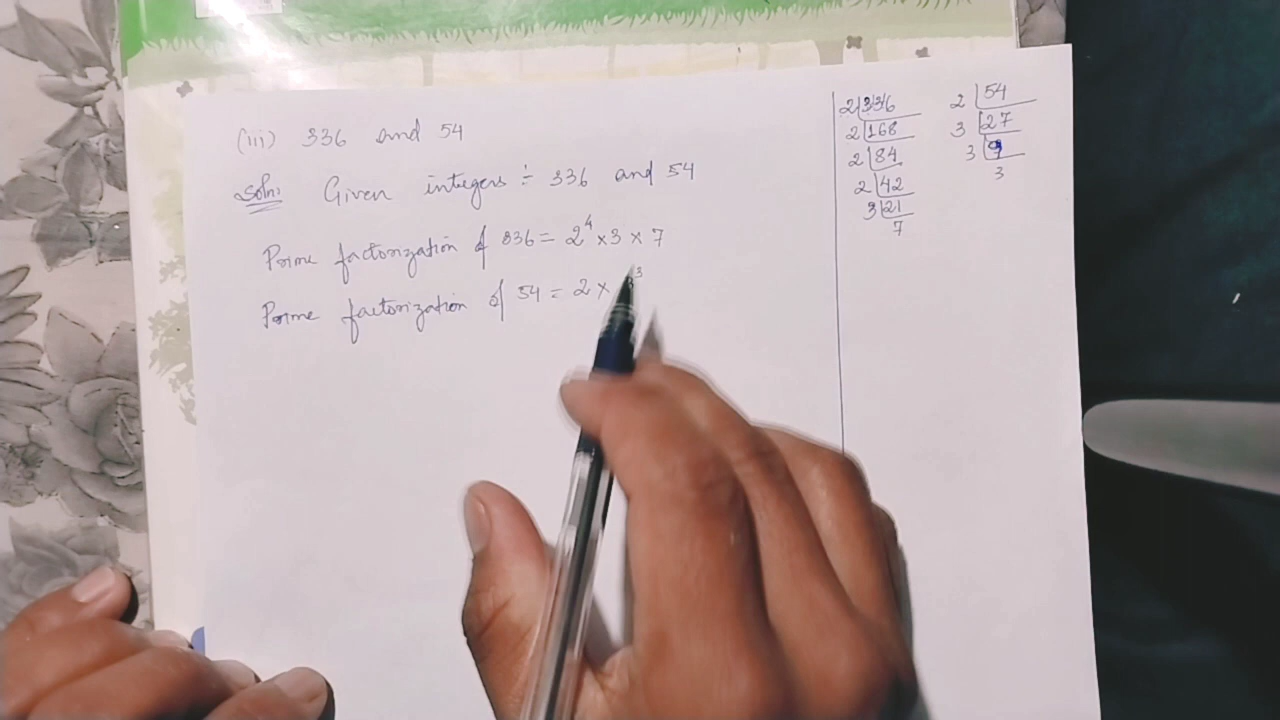 (iii) 336 and 54
Soln: Given integers ÷ 336 and 54
Prime factorization of 336 = 2⁴ × 3 × 7
Prime factorization of 54 = 2 × 3³
2 336
2 168
2 84
2 42
3 21
7
2 54
3 27
3 9
3